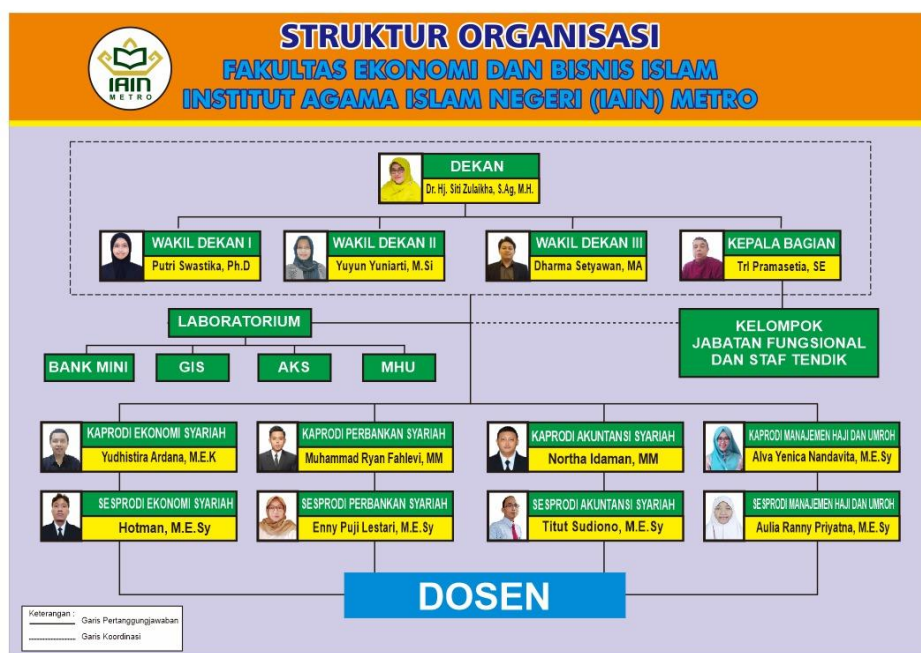 STRUKTUR ORGANISASI
FAKULTAS EKONOMI DAN BISNIS ISLAM
INSTITUT AGAMA ISLAM NEGERI (IAIN) METRO
IAIN
METRO
DEKAN
Dr. Hj. Siti Zulaikha, S.Ag, M.H.
WAKIL DEKAN I
Putri Swastika, Ph.D
WAKIL DEKAN II
Yuyun Yuniarti, M.Si
WAKIL DEKAN III
Dharma Setyawan, MA
KEPALA BAGIAN
Tri Pramasetia, SE
LABORATORIUM
BANK MINI
GIS
AKS
MHU
KELOMPOK
JABATAN FUNGSIONAL
DAN STAF TENDIK
KAPRODI EKONOMI SYARIAH
Yudhistira Ardana, M.E.K
KAPRODI PERBANKAN SYARIAH
Muhammad Ryan Fahlevi, MM
KAPRODI AKUNTANSI SYARIAH
Northa Idaman, MM
KAPRODI MANAJEMEN HAJI DAN UMROH
Alva Yenica Nandavita, M.E.Sy
SESPRODI EKONOMI SYARIAH
Hotman, M.E.Sy
SESPRODI PERBANKAN SYARIAH
Enny Puji Lestari, M.E.Sy
SESPRODI AKUNTANSI SYARIAH
Titut Sudiono, M.E.Sy
SESPRODI MANAJEMEN HAJI DAN UMROH
Aulia Ranny Priyatna, M.E.Sy
DOSEN
Keterangan :
Garis Pertanggungjawaban
Garis Koordinasi